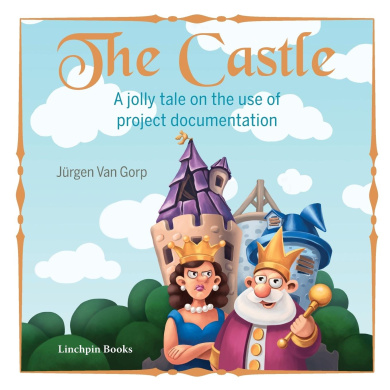 The Castle
A jolly tale on the use of
project documentation
Jürgen Van Gorp
Linchpin Books